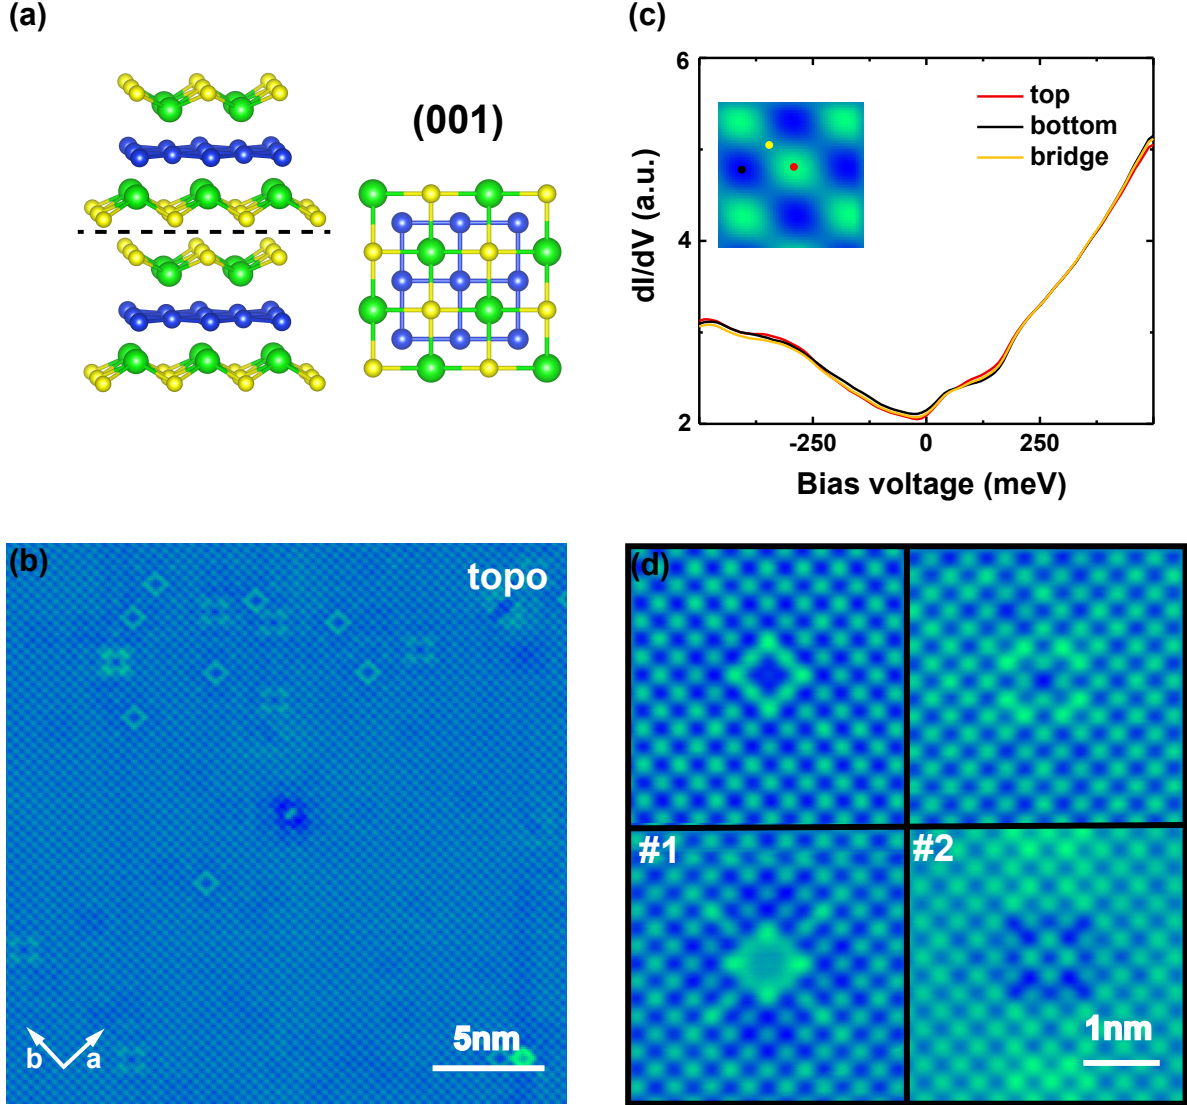 (a)
(001)
(c)
6
4
2
dI/dV (a.u.)
top
bottom
bridge
-250
0
250
Bias voltage (meV)
(b)
topo
b
a
5nm
(d)
#1
#2
1nm